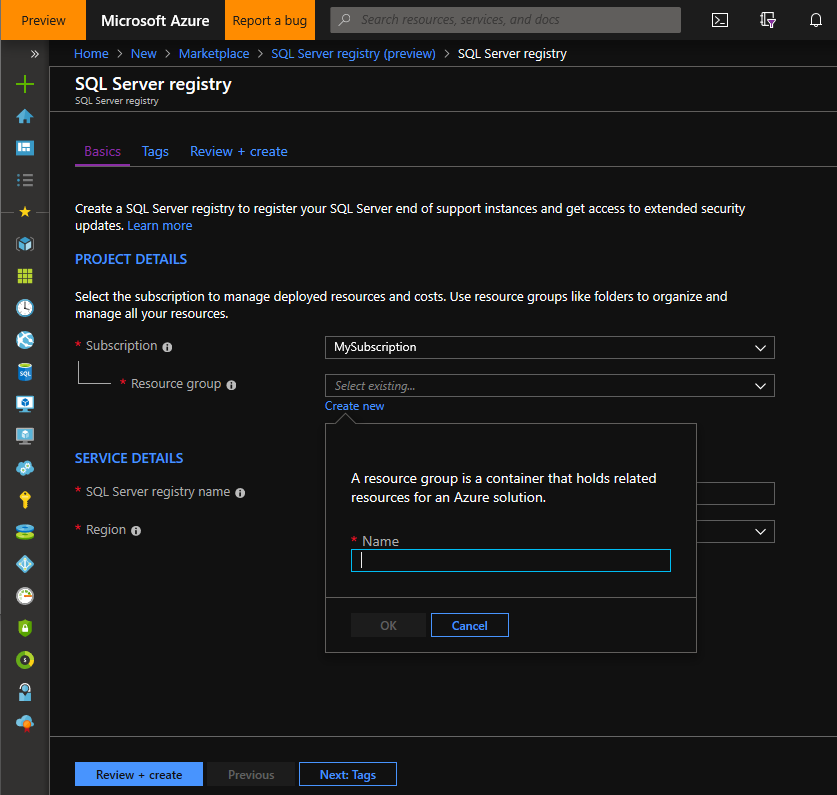 Preview
Microsoft Azure
Report a bug
Search resources, services, and docs
Home > New > Marketplace > SQL Server registry (preview) > SQL Server registry
SQL Server registry
SQL Server registry
Basics Tags Review + create
Create a SQL Server registry to register your SQL Server end of support instances and get access to extended security
updates. Learn more
PROJECT DETAILS
Select the subscription to manage deployed resources and costs. Use resource groups like folders to organize and
manage all your resources.
* Subscription
MySubscription
* Resource group
Select existing...
Create new
A resource group is a container that holds related
resources for an Azure solution.
* Name
OK
Cancel
SERVICE DETAILS
* SQL Server registry name
* Region
SQL
Review + create
Previous
Next: Tags